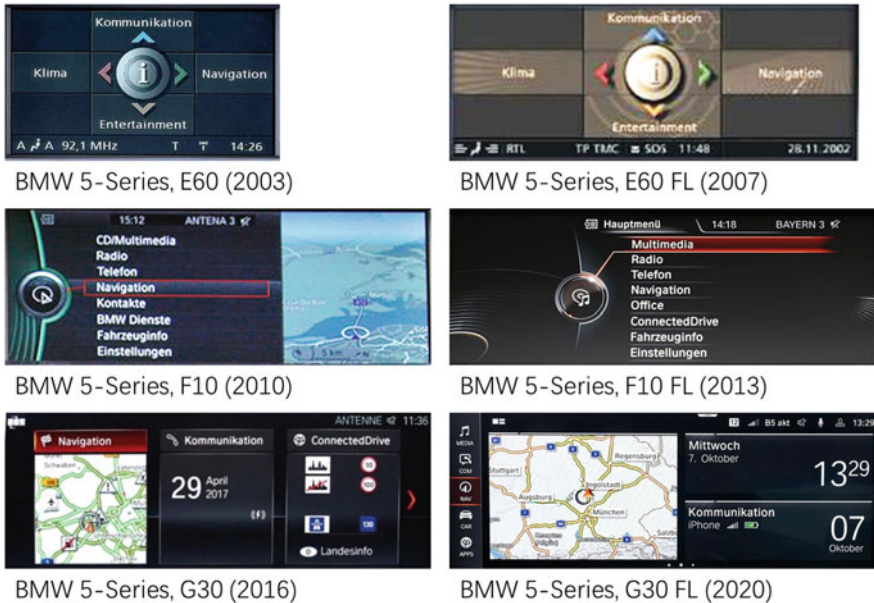 Kommunikation
Klima
i
Navigation
Entertainment
A A 92,1 MHz T T 14:26
BMW 5-Series, E60 (2003)
Kommunikation
Klima
i
Navigation
Entertainment
RTL TP TMC SOS 11:48 28.11.2002
BMW 5-Series, E60 FL (2007)
15:12 ANTENA 3
CD/Multimedia
Radio
Telefon
Navigation
Kontakte
BMW Dienste
Fahrzeuginfo
Einstellungen
5 km
BMW 5-Series, F10 (2010)
Hauptmenü 14:18 BAYERN 3
Multimedia
Radio
Telefon
Navigation
Office
ConnectedDrive
Fahrzeuginfo
Einstellungen
BMW 5-Series, F10 FL (2013)
ANTENNE 11:36
Navigation
Kommunikation
ConnectedDrive
Schwaben
29 April
2017
50
100
130
Landesinfo
BMW 5-Series, G30 (2016)
12 B5 akt 13:29
MEDIA
COM
NAV
CAR
APPS
Regensburg
Stuttgart
Ingolstadt
Augsburg
München
Kempten
Salzb
Mittwoch
7. Oktober
13 29
Kommunikation
iPhone
07
Oktober
BMW 5-Series, G30 FL (2020)